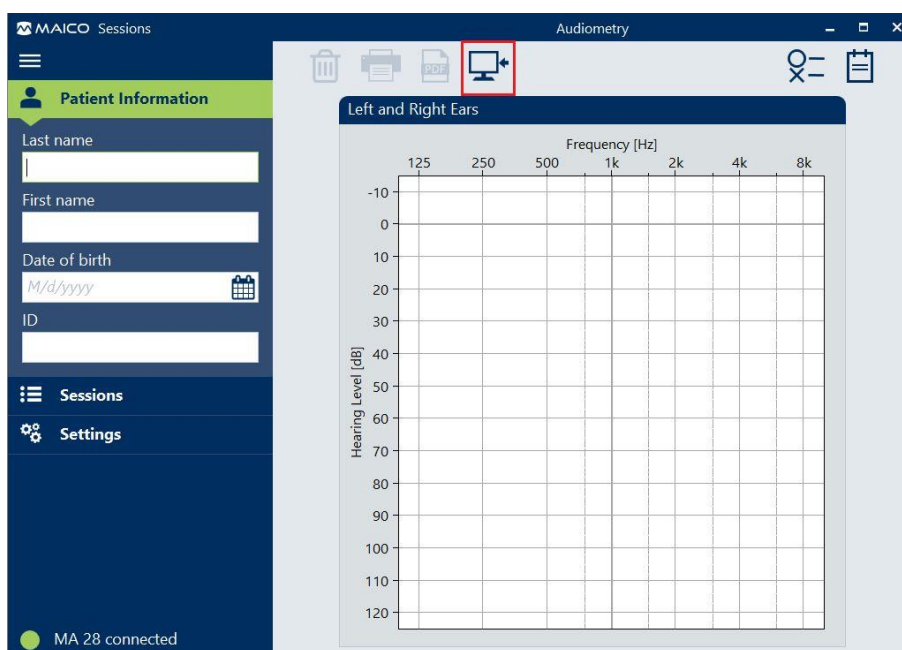 MAICO Sessions
Audiometry
PDF
Patient Information
Last name
First name
Date of birth
M/d/yyyy
ID
Sessions
Settings
MA 28 connected
Left and Right Ears
Frequency [Hz]
125 250 500 1k 2k 4k 8k
Hearing Level [dB]
-10
0
10
20
30
40
50
60
70
80
90
100
110
120